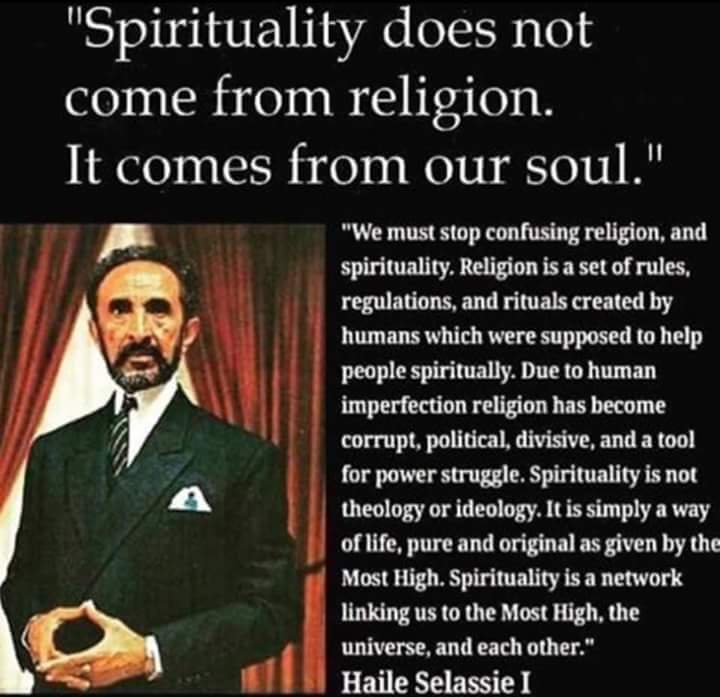 "Spirituality does not
come from religion.
It comes from our soul."
"We must stop confusing religion, and
spirituality. Religion is a set of rules,
regulations, and rituals created by
humans which were supposed to help
people spiritually. Due to human
imperfection religion has become
corrupt, political, divisive, and a tool
for power struggle. Spirituality is not
theology or ideology. It is simply a way
of life, pure and original as given by the
Most High. Spirituality is a network
linking us to the Most High, the
universe, and each other."
Haile Selassie I